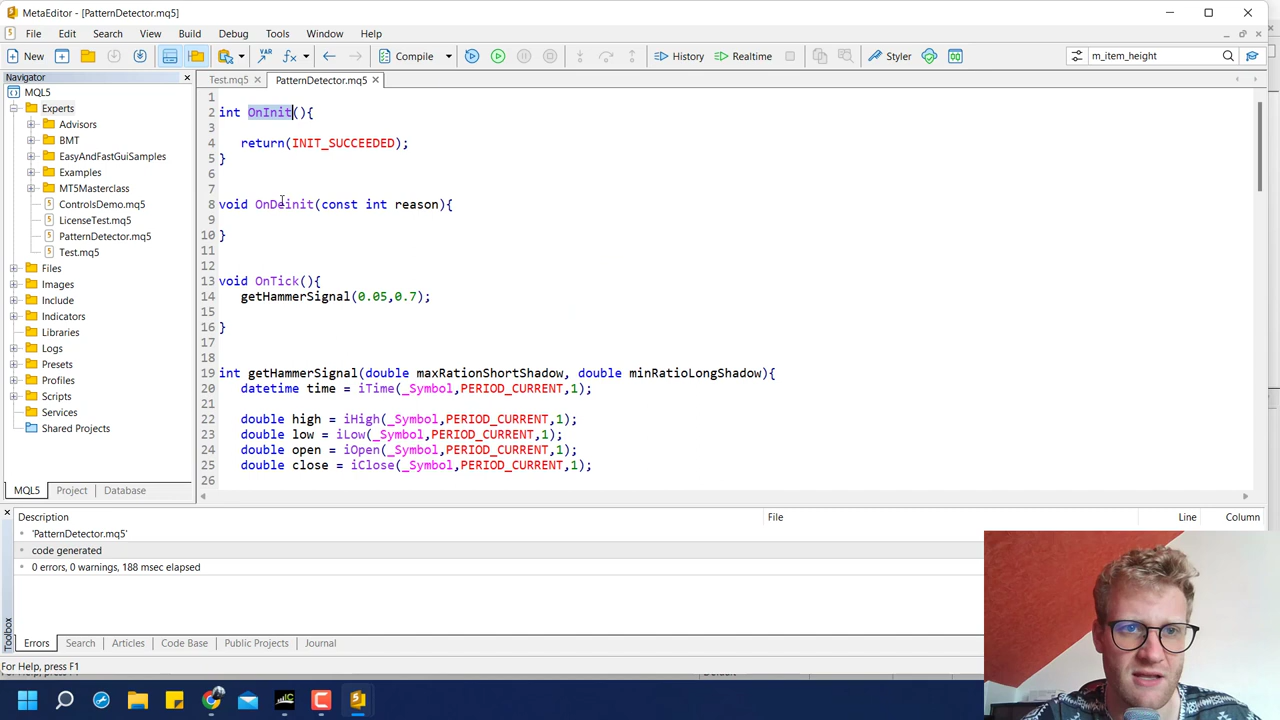 MetaEditor - [PatternDetector.mq5]
File Edit Search View Build Debug Tools Window Help
New Compile History Realtime Styler m_item_height
Navigator
Test.mq5 PatternDetector.mq5
MQL5
Experts
Advisors
BMT
EasyAndFastGuiSamples
Examples
MT5Masterclass
ControlsDemo.mq5
LicenseTest.mq5
PatternDetector.mq5
Test.mq5
Files
Images
Include
Indicators
Libraries
Logs
Presets
Profiles
Scripts
Services
Shared Projects
MQL5 Project Database
1
2 int OnInit(){
3
4 return(INIT_SUCCEEDED);
5 }
6
7
8 void OnDeinit(const int reason){
9
10 }
11
12
13 void OnTick(){
14 getHammerSignal(0.05,0.7);
15
16 }
17
18
19 int getHammerSignal(double maxRationShortShadow, double minRatioLongShadow){
20 datetime time = iTime(_Symbol,PERIOD_CURRENT,1);
21
22 double high = iHigh(_Symbol,PERIOD_CURRENT,1);
23 double low = iLow(_Symbol,PERIOD_CURRENT,1);
24 double open = iOpen(_Symbol,PERIOD_CURRENT,1);
25 double close = iClose(_Symbol,PERIOD_CURRENT,1);
26
Description File Line Column
'PatternDetector.mq5'
code generated
0 errors, 0 warnings, 188 msec elapsed
Toolbox
Errors Search Articles Code Base Public Projects Journal
For Help, press F1